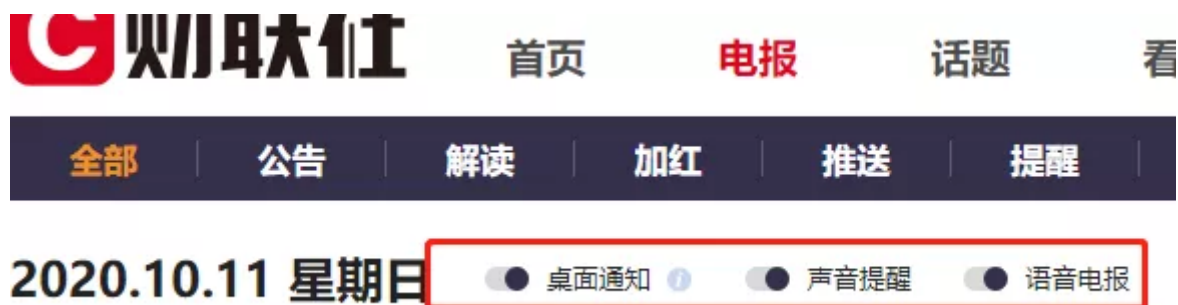 财联社 首页 电报 话题 看
全部 公告 解读 加红 推送 提醒
2020.10.11 星期日 桌面通知 i 声音提醒 语音电报